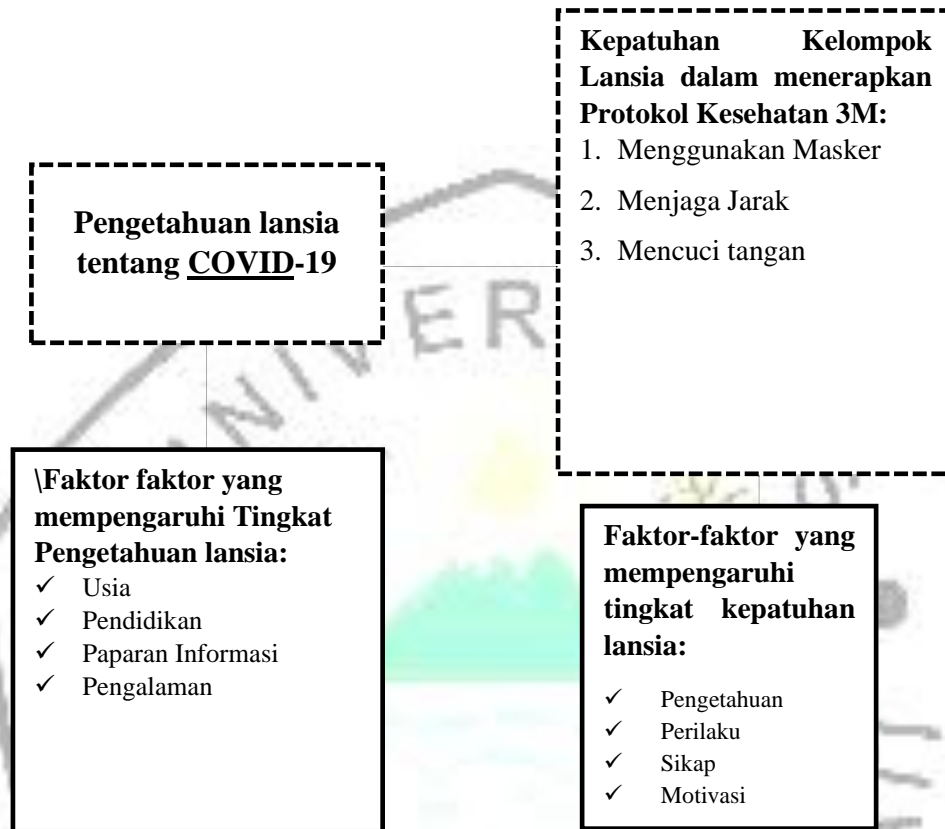 Kepatuhan Kelompok
Lansia dalam menerapkan
Protokol Kesehatan 3M:
1. Menggunakan Masker
2. Menjaga Jarak
3. Mencuci tangan
Pengetahuan lansia
tentang COVID-19
\Faktor faktor yang
mempengaruhi Tingkat
Pengetahuan lansia:
✓ Usia
✓ Pendidikan
✓ Paparan Informasi
✓ Pengalaman
Faktor-faktor yang
mempengaruhi
tingkat kepatuhan
lansia:
✓ Pengetahuan
✓ Perilaku
✓ Sikap
✓ Motivasi